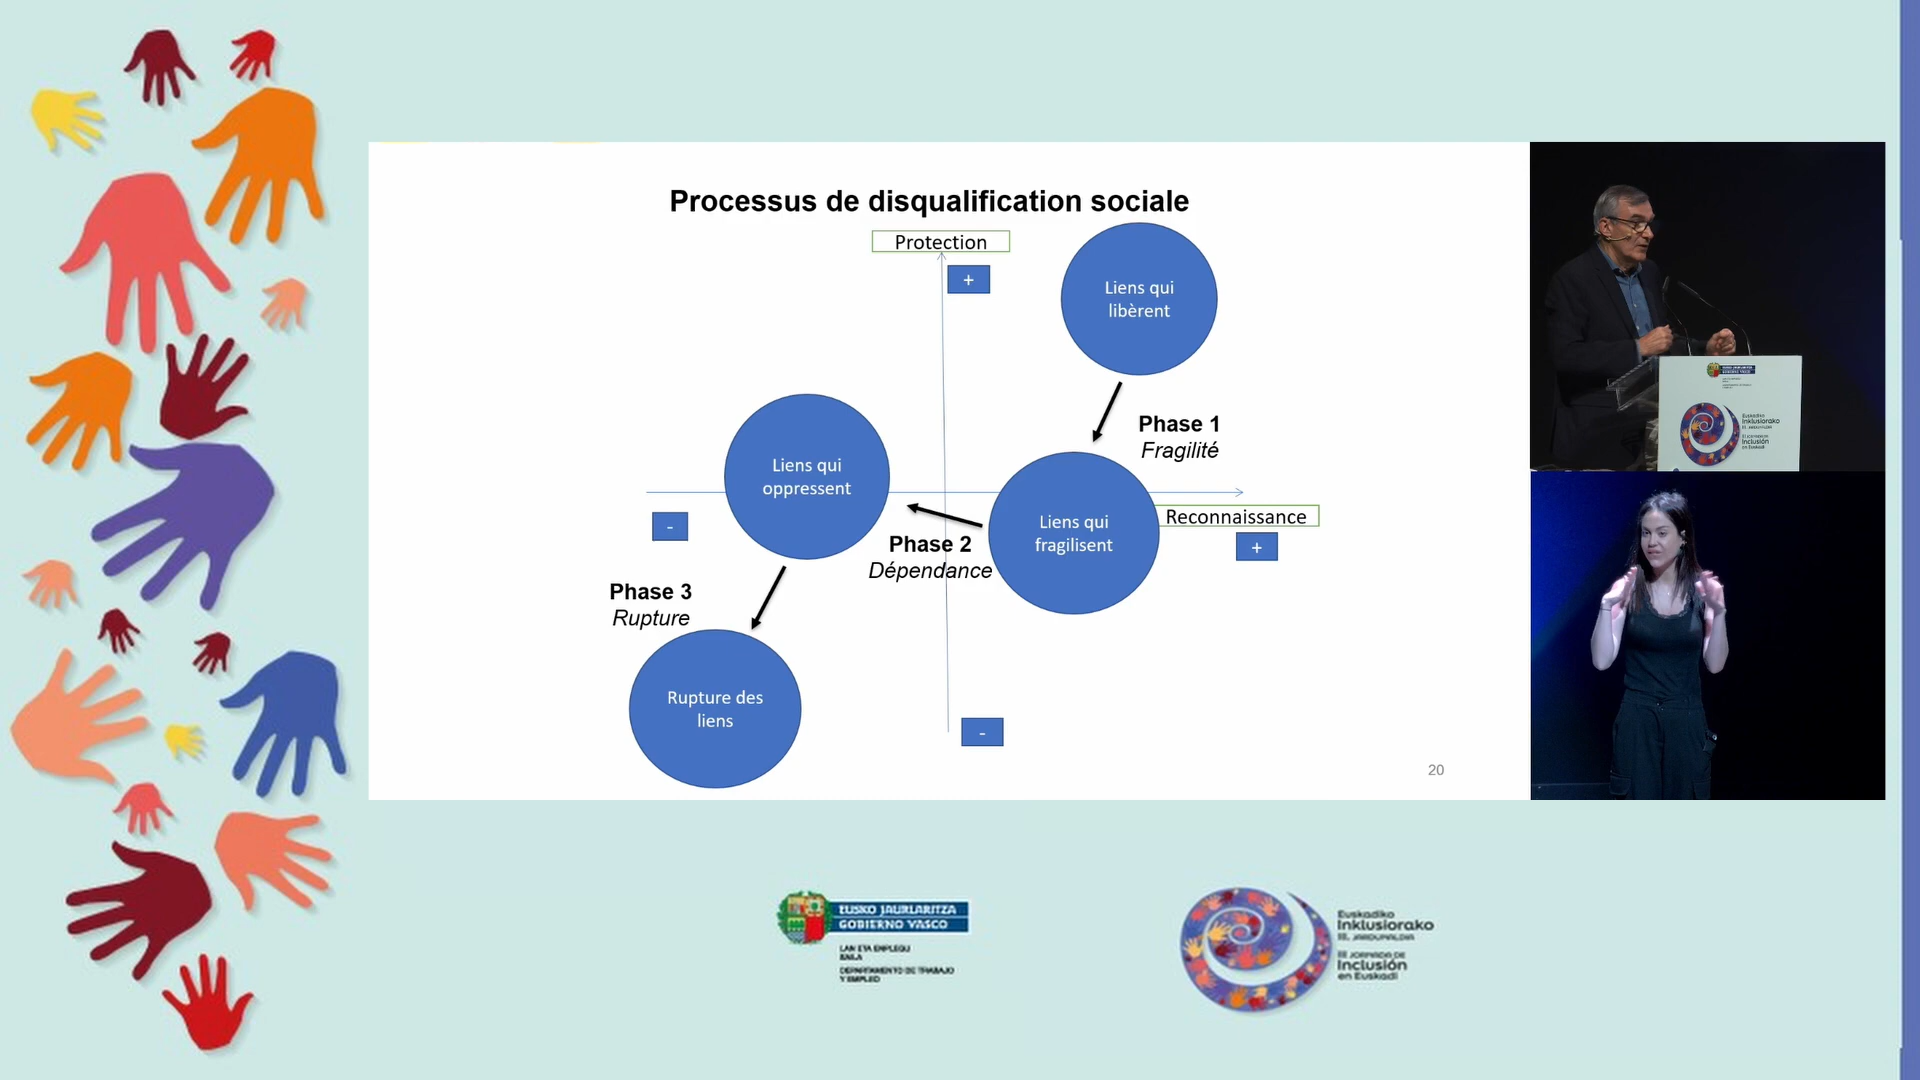 Processus de disqualification sociale
Protection
+
Liens qui
libèrent
Phase 1
Fragilité
Liens qui
oppressent
-
Liens qui
fragilisent
Reconnaissance
+
Phase 2
Dépendance
Phase 3
Rupture
Rupture des
liens
-
20
EUSKO JAURLARITZA
GOBIERNO VASCO
LAN ETA ENPLEGU
SAILA
DEPARTAMENTO DE TRABAJO
Y EMPLEO
Euskadiko
Inklusiorako
III. JARDUNALDIA
III JORNADA DE
Inclusión
en Euskadi